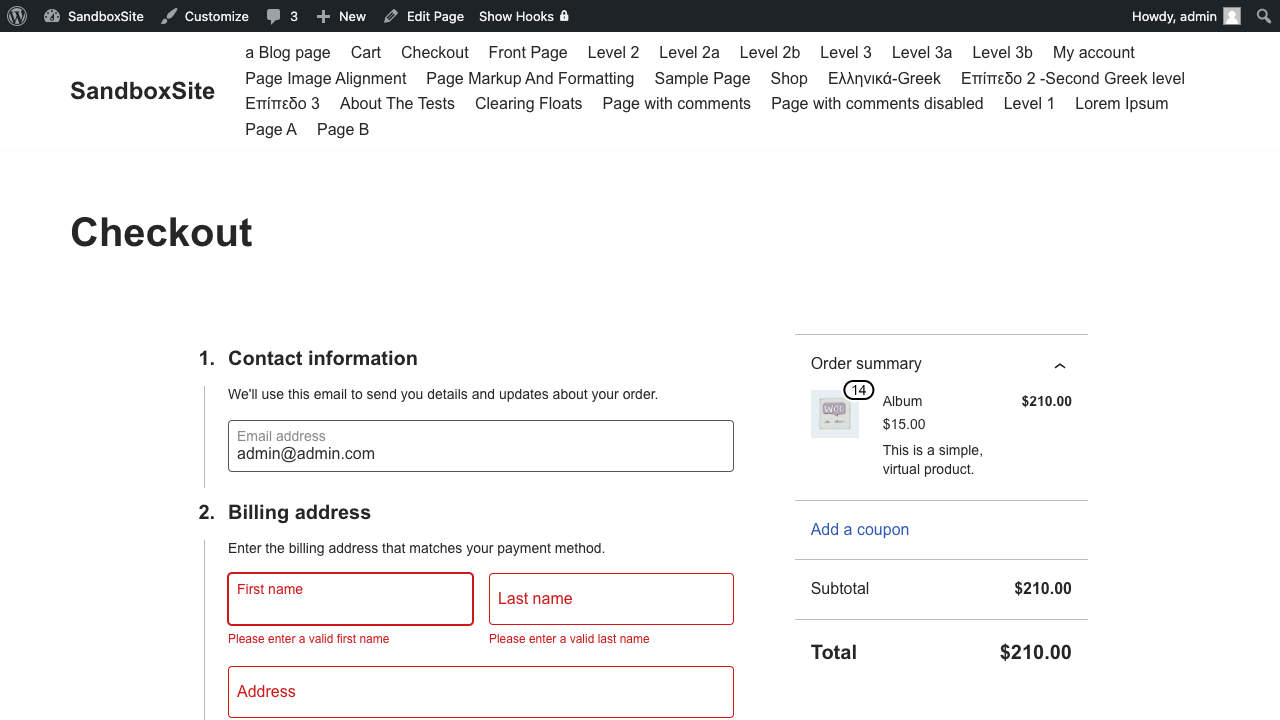 SandboxSite Customize 3 New Edit Page Show Hooks Howdy, admin
SandboxSite
a Blog page Cart Checkout Front Page Level 2 Level 2a Level 2b Level 3 Level 3a Level 3b My account
Page Image Alignment Page Markup And Formatting Sample Page Shop Ελληνικά-Greek Επίπεδο 2 -Second Greek level
Επίπεδο 3 About The Tests Clearing Floats Page with comments Page with comments disabled Level 1 Lorem Ipsum
Page A Page B
Checkout
1. Contact information
We'll use this email to send you details and updates about your order.
Email address
admin@admin.com
2. Billing address
Enter the billing address that matches your payment method.
First name
Last name
Please enter a valid first name
Please enter a valid last name
Address
Order summary
14
WOO
Album $210.00
$15.00
This is a simple,
virtual product.
Add a coupon
Subtotal $210.00
Total $210.00